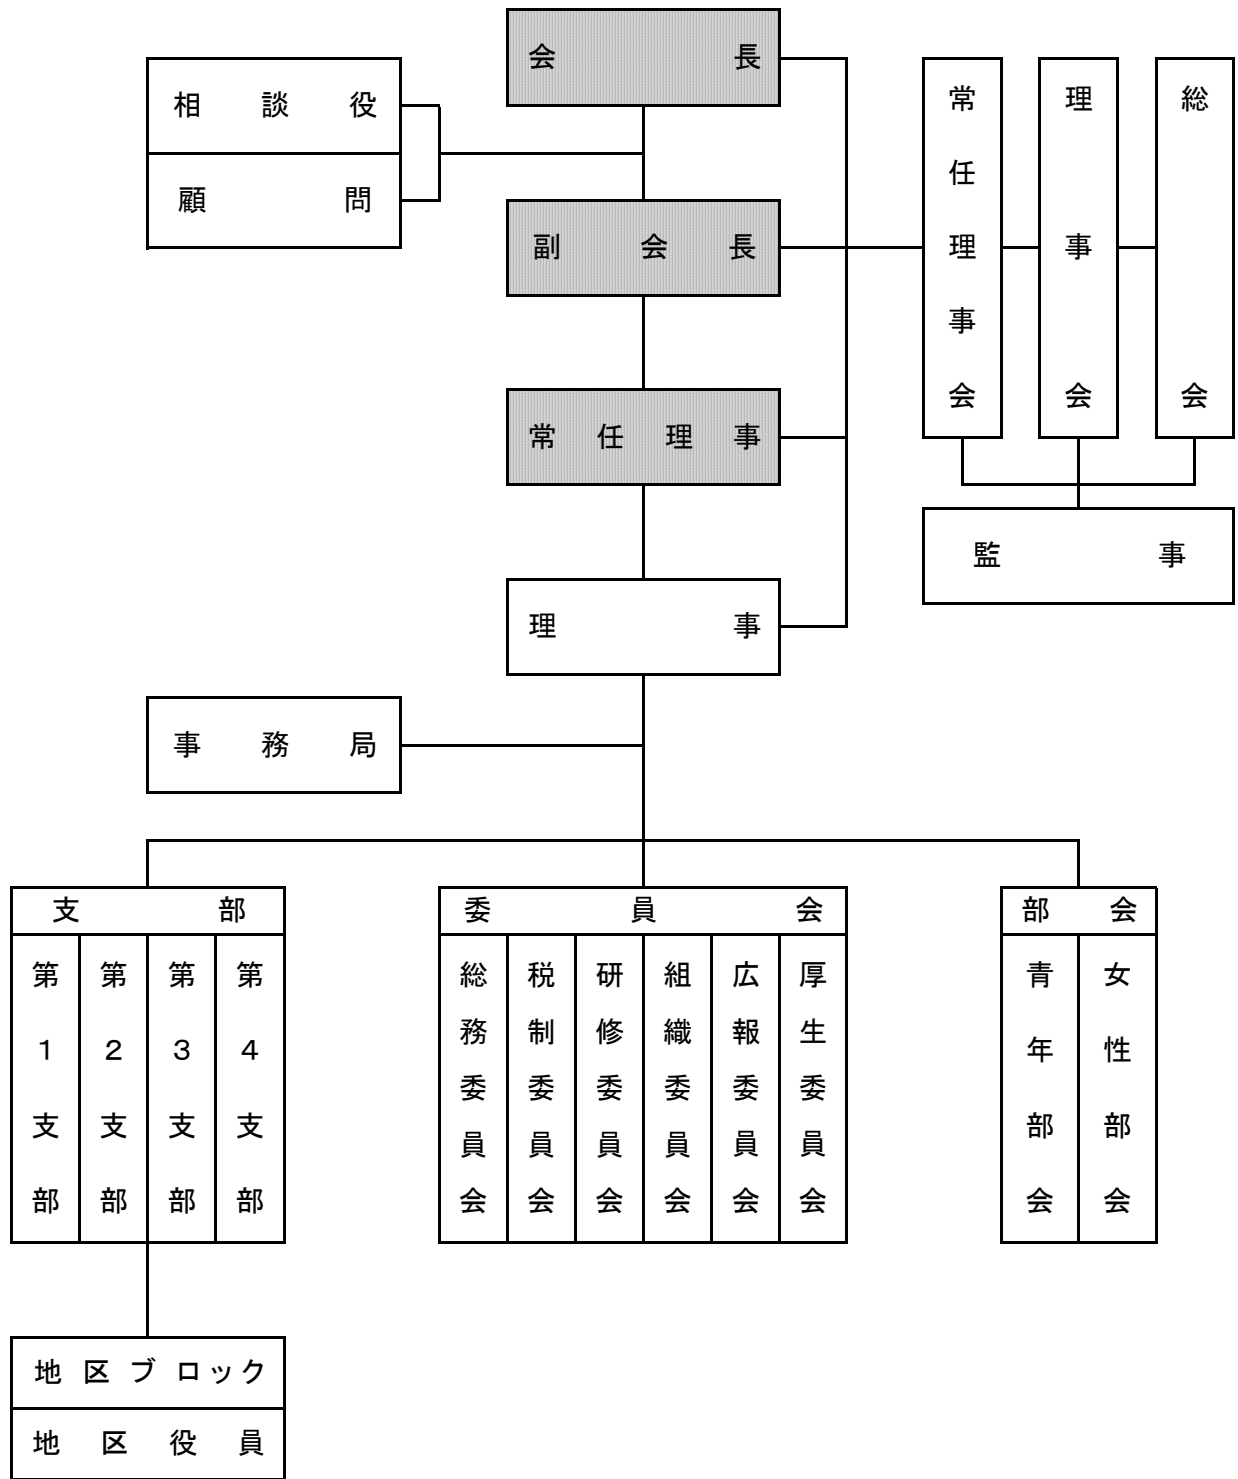 会長
相談役
顧問
副会長
常任理事
理事
常任理事会
理事会
総会
監事
事務局
支部
第1支部
第2支部
第3支部
第4支部
委員会
総務委員会
税制委員会
研修委員会
組織委員会
広報委員会
厚生委員会
部会
青年部会
女性部会
地区ブロック
地区役員